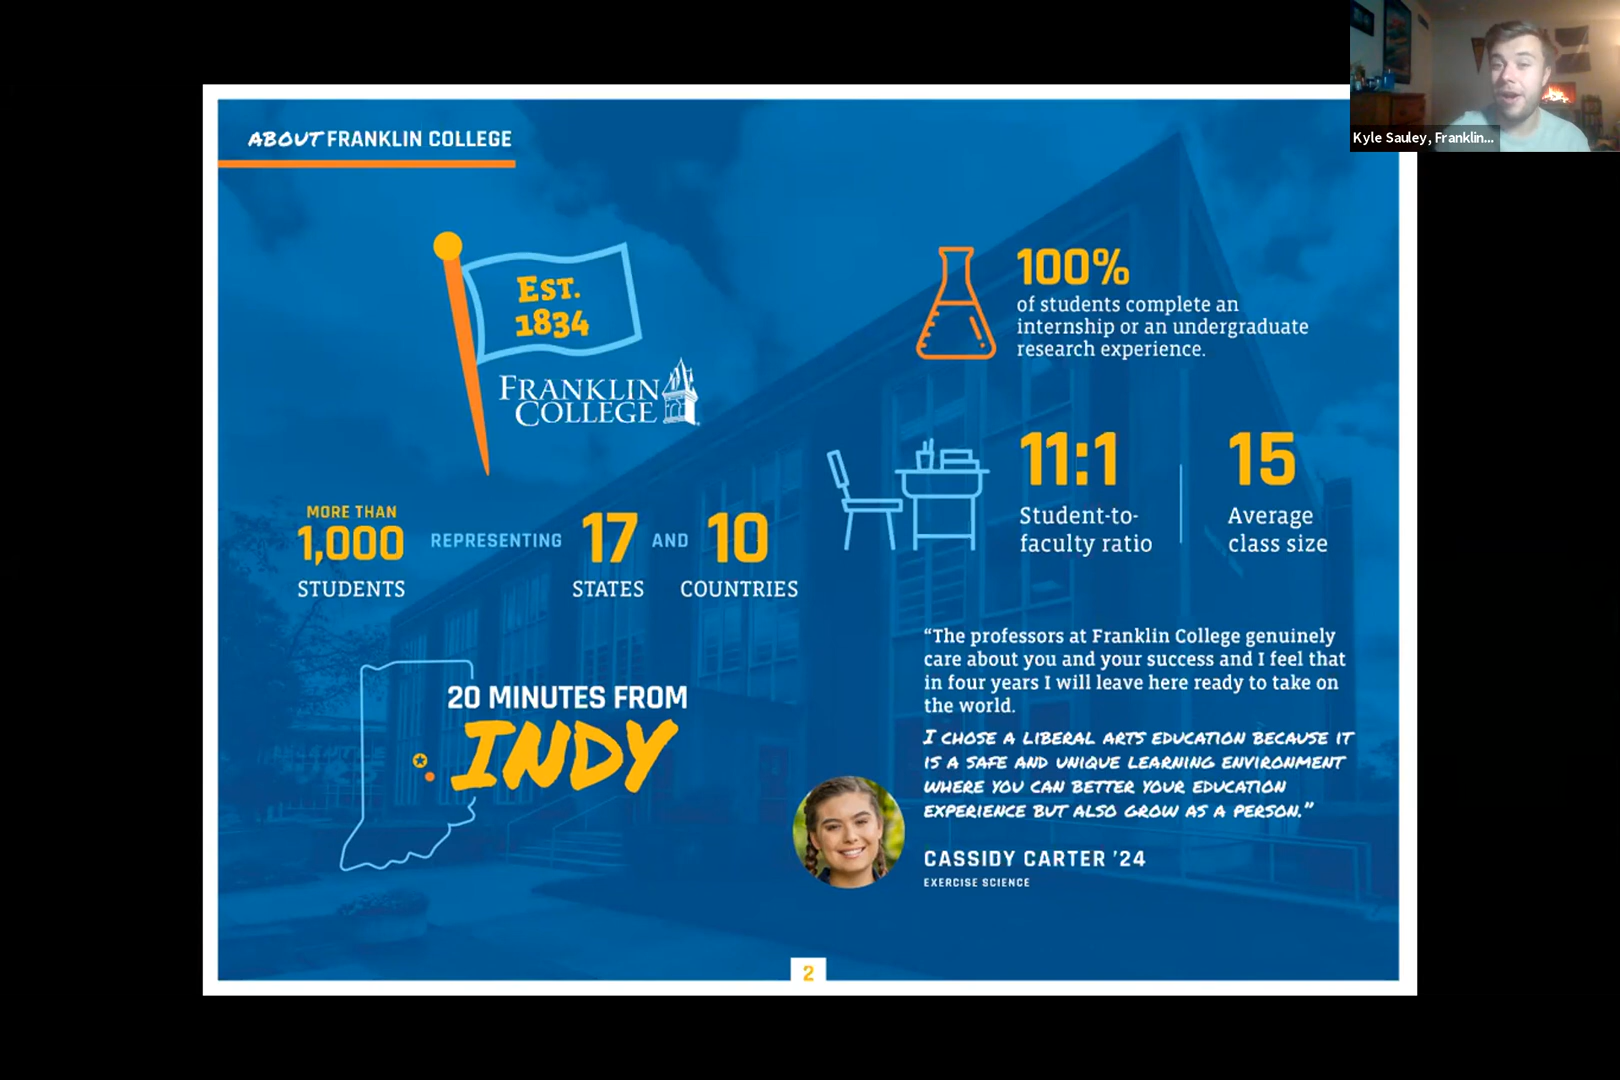 Kyle Sauley, Franklin...
ABOUT FRANKLIN COLLEGE
EST.
1834
FRANKLIN
COLLEGE
MORE THAN
1,000
STUDENTS
REPRESENTING
17
STATES
AND
10
COUNTRIES
20 MINUTES FROM
INDY
100%
of students complete an
internship or an undergraduate
research experience.
11:1
Student-to-
faculty ratio
15
Average
class size
“The professors at Franklin College genuinely
care about you and your success and I feel that
in four years I will leave here ready to take on
the world.
I CHOSE A LIBERAL ARTS EDUCATION BECAUSE IT
IS A SAFE AND UNIQUE LEARNING ENVIRONMENT
WHERE YOU CAN BETTER YOUR EDUCATION
EXPERIENCE BUT ALSO GROW AS A PERSON.”
CASSIDY CARTER ’24
EXERCISE SCIENCE
2